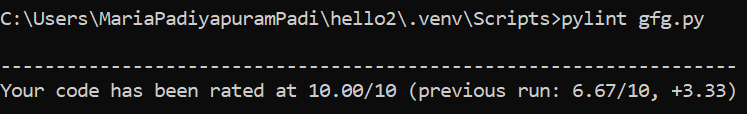 C:\Users\MariaPadiyapuramPadi\hello2\.venv\Scripts>pylint gfg.py
-------------------------------------------------------------------
Your code has been rated at 10.00/10 (previous run: 6.67/10, +3.33)